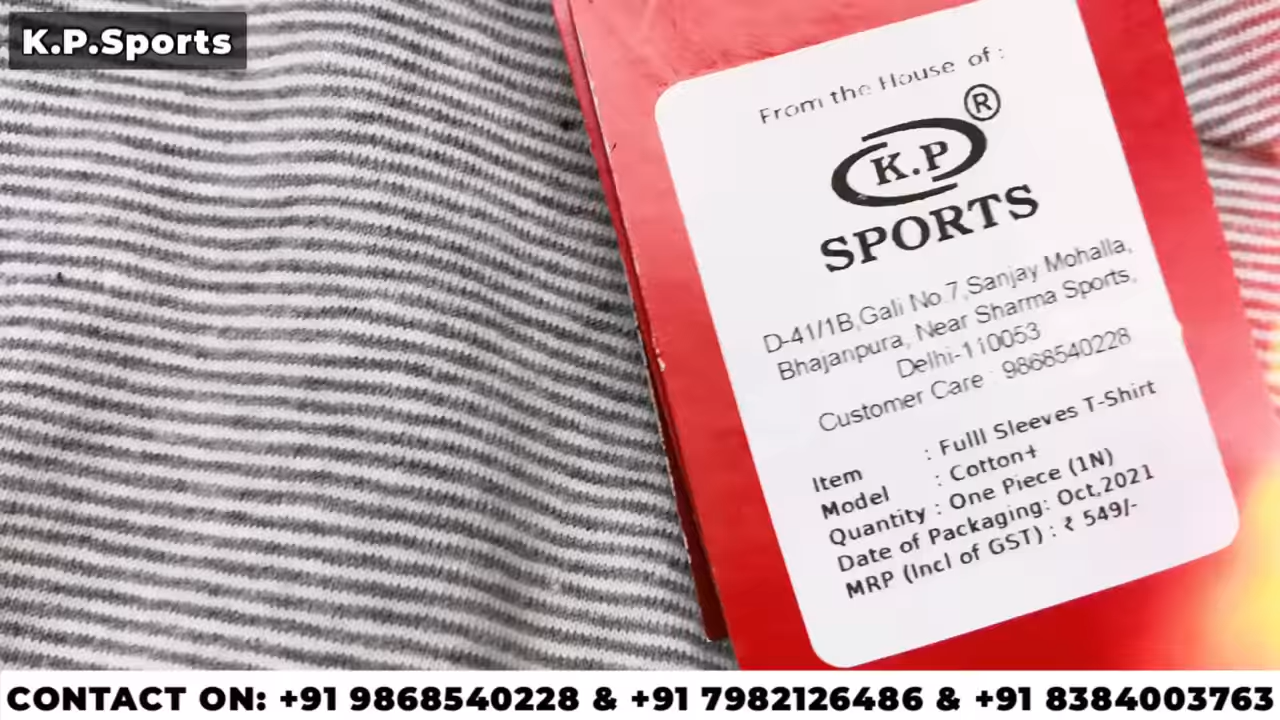 K.P.Sports
From the House of :
®
K.P
SPORTS
D-41/1B,Gali No.7,Sanjay Mohalla,
Bhajanpura, Near Sharma Sports,
Delhi-110053
Customer Care : 9868540228
Item : Fulll Sleeves T-Shirt
Model : Cotton+
Quantity : One Piece (1N)
Date of Packaging: Oct,2021
MRP (Incl of GST) : ₹ 549/-
CONTACT ON: +91 9868540228 & +91 7982126486 & +91 8384003763